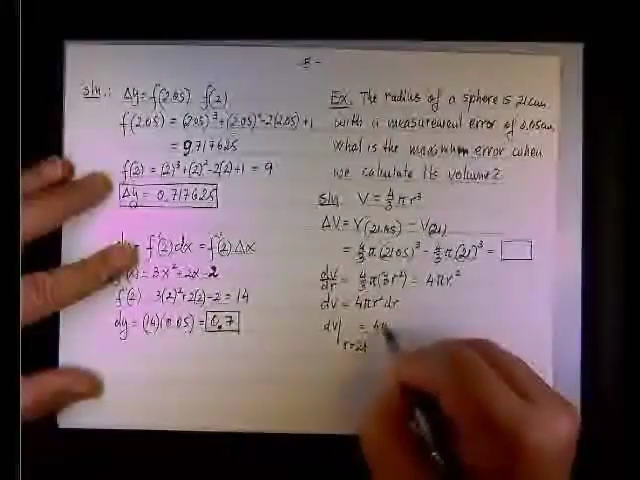 -5-
Sln.: Δy = f(2.05) f(2)
f(2.05) = (2.05)³+(2.05)²-2(2.05)+1
= 9.717625
f(2) = (2)³+(2)²-2(2)+1 = 9
Δy = 0.717625
= f'(2)dx = f'(2)Δx
= 3x²+2x-2
f'(2) 3(2)²+2(2)-2 = 14
dy = (14)(0.05) = 0.7
Ex. The radius of a sphere is 21cm
with a measurement error of 0.05cm.
What is the maximum error when
we calculate its volume?
Sln. V = 4/3 πr³
ΔV = V(21.05) - V(21)
= 4/3 π(21.05)³ - 4/3 π(21)³ =
dv/dr = 4/3 π(3r²) = 4πr²
dv = 4πr²dr
dv| r=21 = 4π